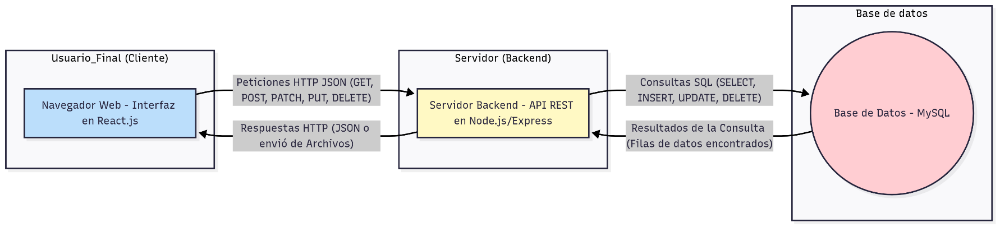 Usuario_Final (Cliente)
Navegador Web - Interfaz
en React.js
Peticiones HTTP JSON (GET,
POST, PATCH, PUT, DELETE)
Respuestas HTTP (JSON o
envió de Archivos)
Servidor (Backend)
Servidor Backend - API REST
en Node.js/Express
Consultas SQL (SELECT,
INSERT, UPDATE, DELETE)
Resultados de la Consulta
(Filas de datos encontrados)
Base de datos
Base de Datos - MySQL